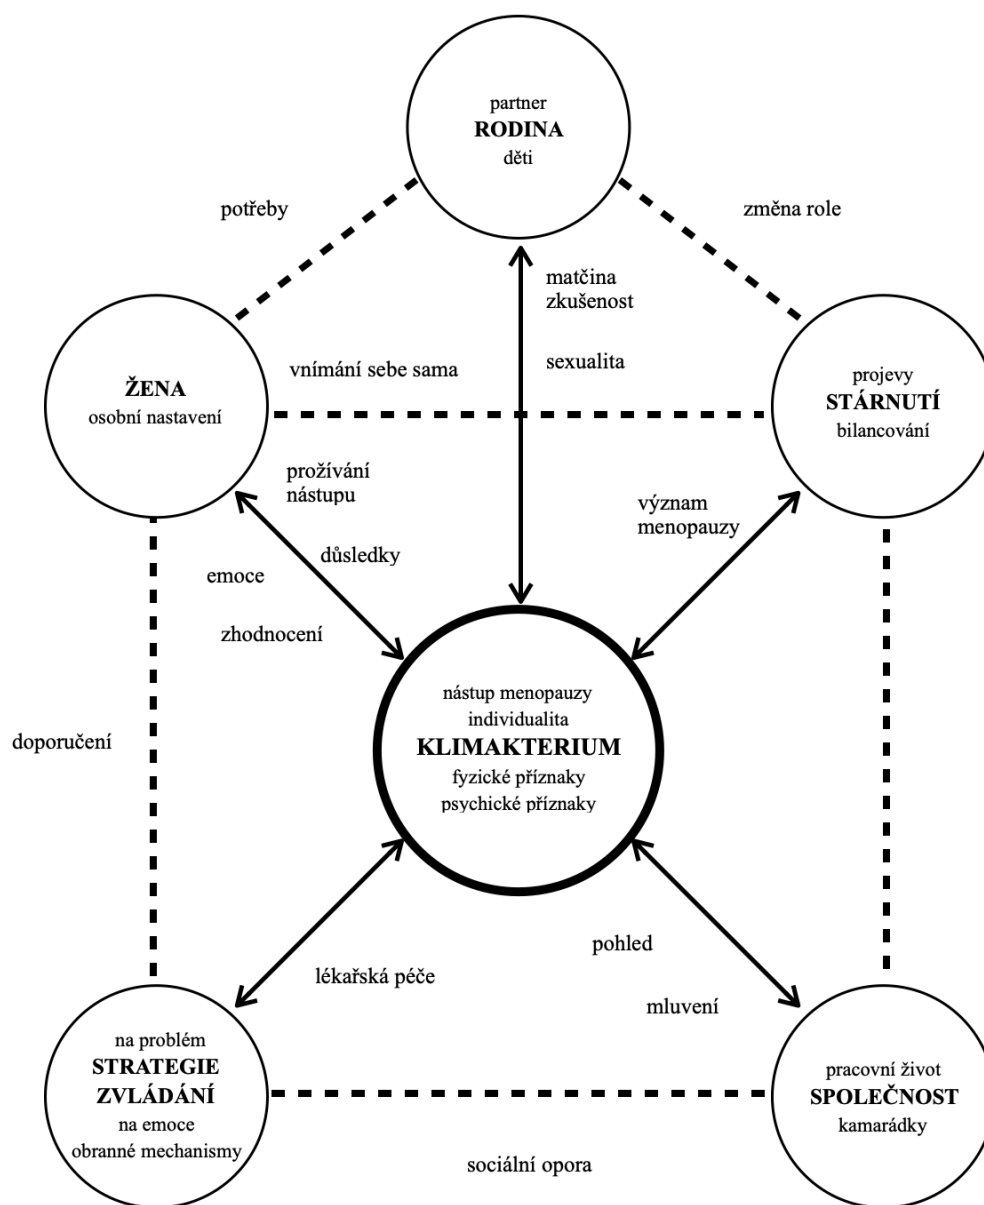 partner
RODINA
děti
potřeby
změna role
matčina
zkušenost
sexualita
vnímání sebe sama
ŽENA
osobní nastavení
projevy
STÁRNUTÍ
bilancování
prožívání
nástupu
důsledky
emoce
zhodnocení
význam
menopauzy
nástup menopauzy
individualita
KLIMAKTERIUM
fyzické příznaky
psychické příznaky
doporučení
lékařská péče
pohled
mluvení
na problém
STRATEGIE
ZVLÁDÁNÍ
na emoce
obranné mechanismy
pracovní život
SPOLEČNOST
kamarádky
sociální opora